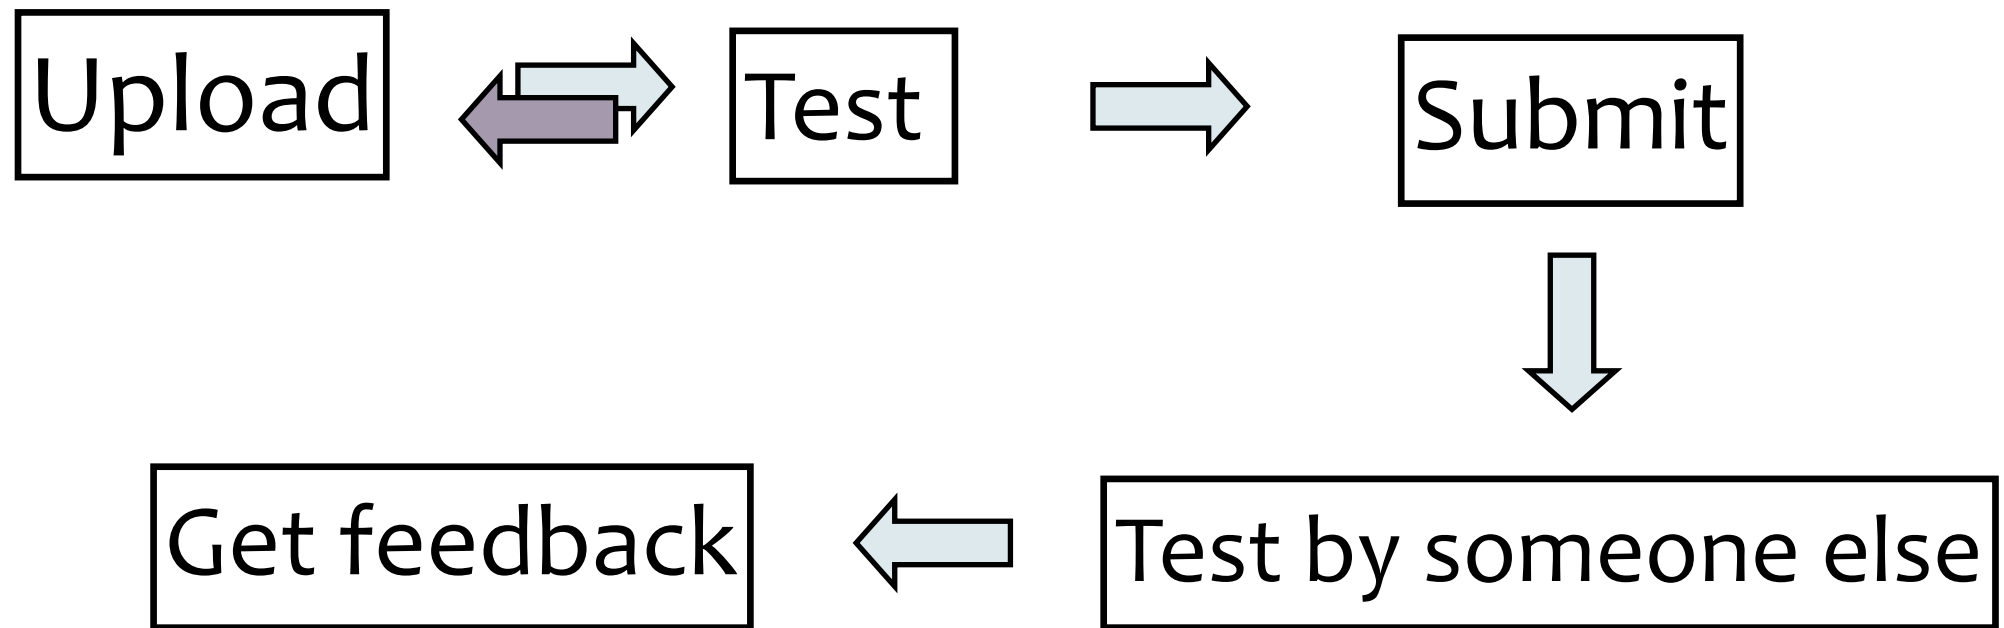 Upload
Test
Submit
Test by someone else
Get feedback